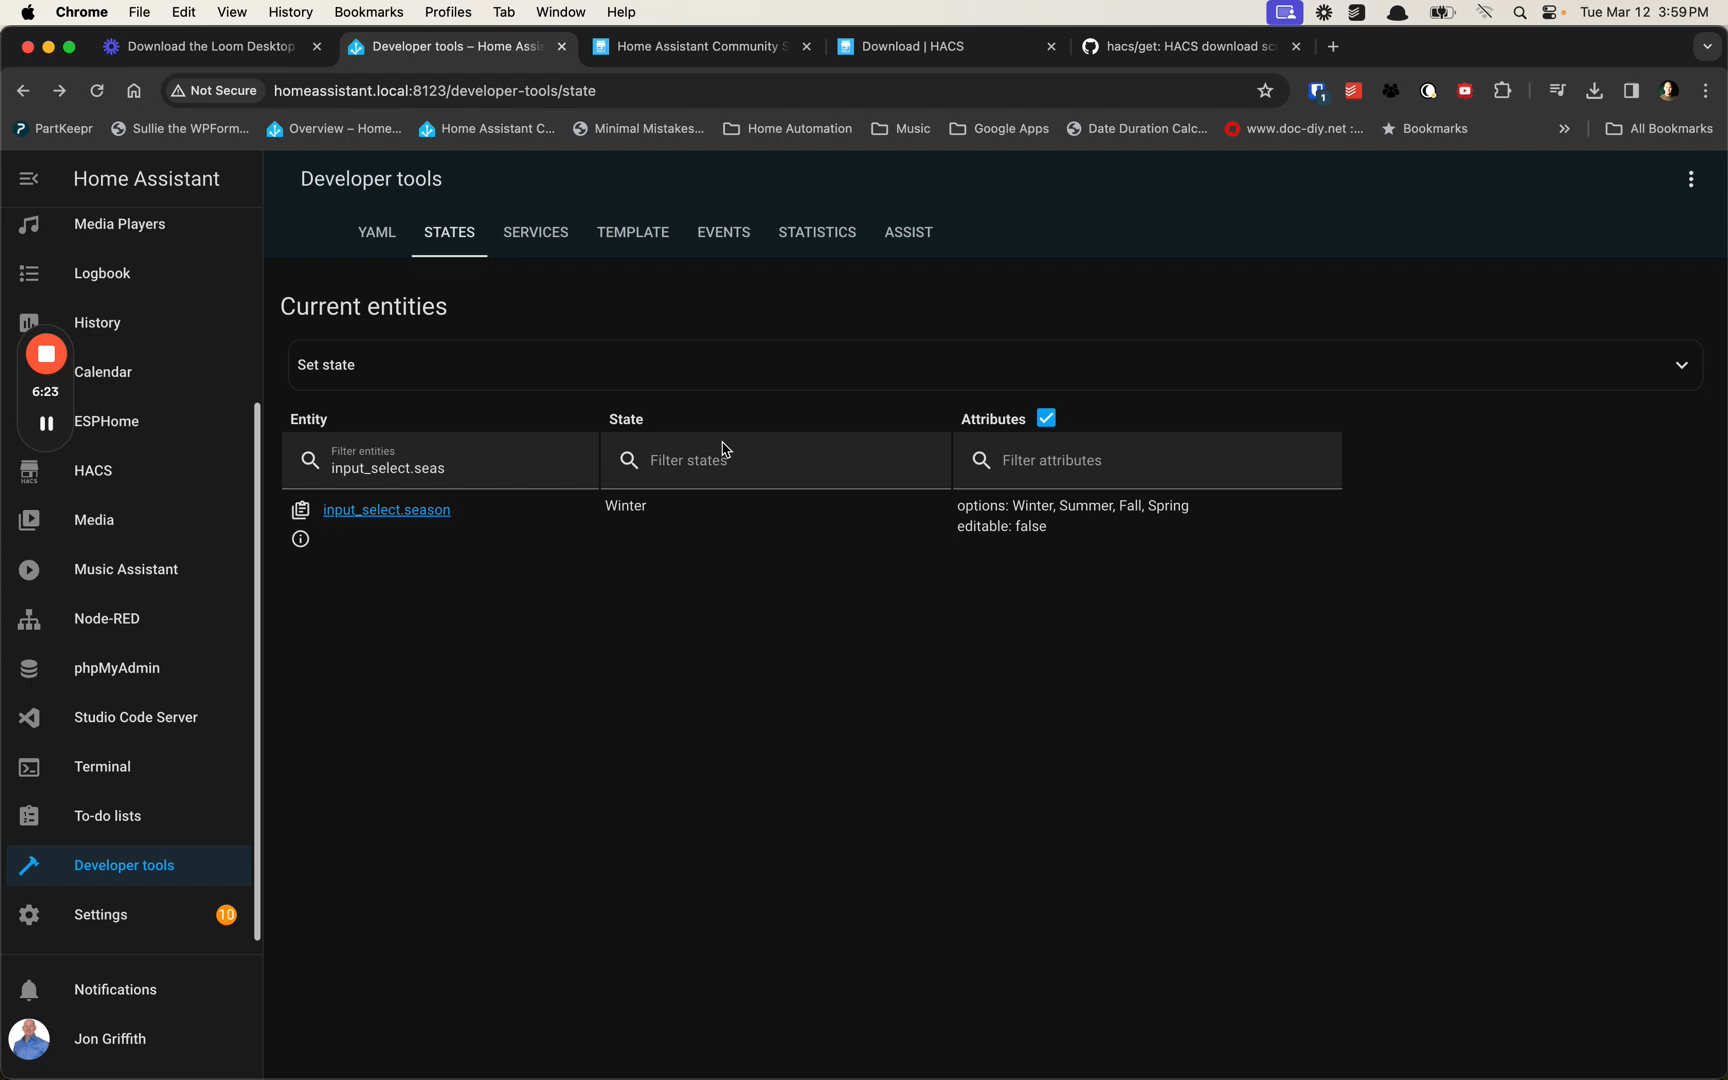 Chrome File Edit View History Bookmarks Profiles Tab Window Help Tue Mar 12 3:59 PM
Download the Loom Desktop Developer tools – Home Assis Home Assistant Community S Download | HACS hacs/get: HACS download scr
Not Secure homeassistant.local:8123/developer-tools/state 1
PartKeepr Sullie the WPForm... Overview – Home... Home Assistant C... Minimal Mistakes... Home Automation Music Google Apps Date Duration Calc... www.doc-diy.net :... Bookmarks All Bookmarks
Home Assistant
Media Players
Logbook
History
Calendar
6:23
ESPHome
HACS
HACS
Media
Music Assistant
Node-RED
phpMyAdmin
Studio Code Server
Terminal
To-do lists
Developer tools
Settings 10
Notifications
Jon Griffith
Developer tools
YAML STATES SERVICES TEMPLATE EVENTS STATISTICS ASSIST
Current entities
Set state
Entity State Attributes
Filter entities
input_select.seas Filter states Filter attributes
input_select.season Winter options: Winter, Summer, Fall, Spring
editable: false